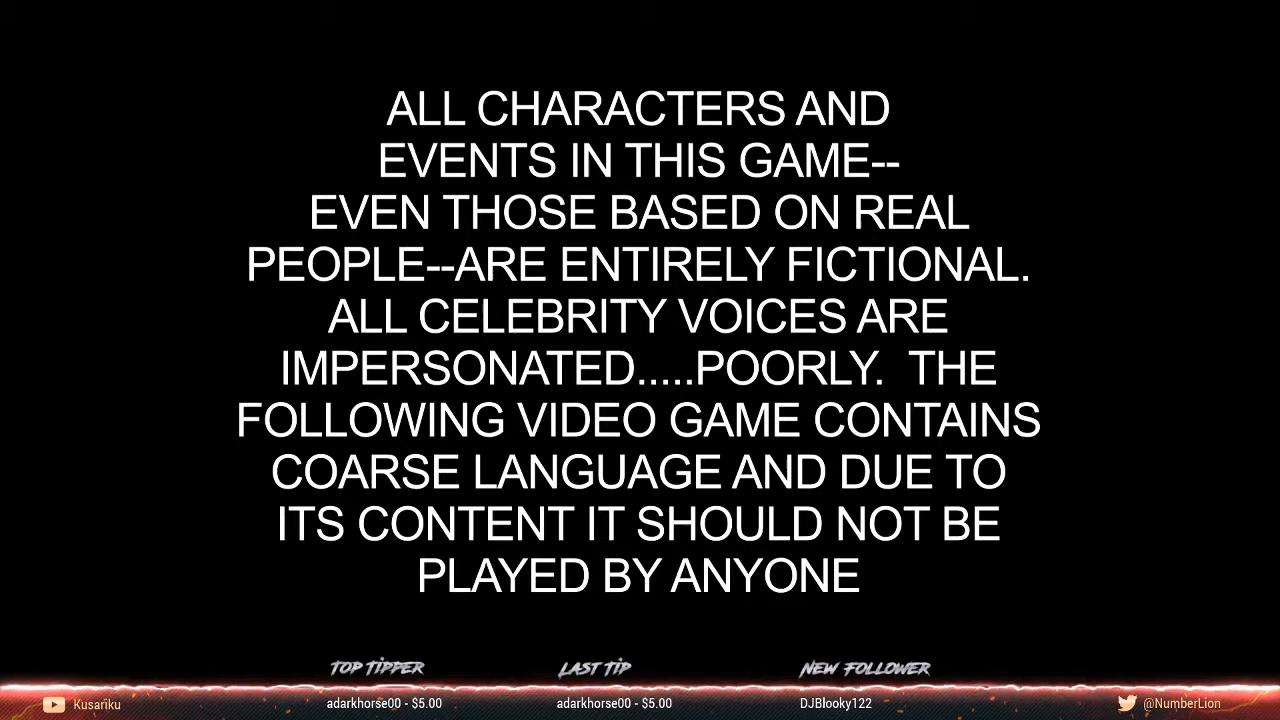 ALL CHARACTERS AND
EVENTS IN THIS GAME--
EVEN THOSE BASED ON REAL
PEOPLE--ARE ENTIRELY FICTIONAL.
ALL CELEBRITY VOICES ARE
IMPERSONATED.....POORLY. THE
FOLLOWING VIDEO GAME CONTAINS
COARSE LANGUAGE AND DUE TO
ITS CONTENT IT SHOULD NOT BE
PLAYED BY ANYONE
TOP TIPPER LAST TIP NEW FOLLOWER
Kusariku adarkhorse00 - $5.00 adarkhorse00 - $5.00 DJBlooky122 @NumberLion